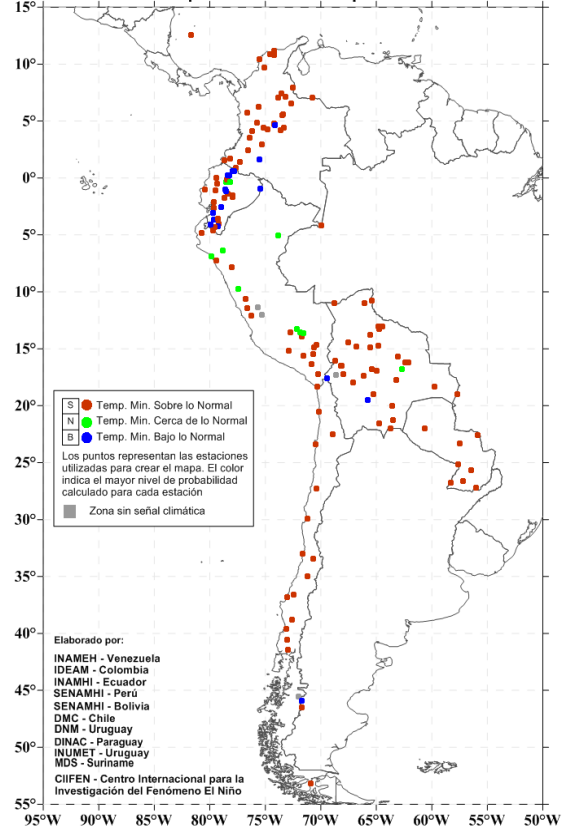 15°
10°
5°
0°
5°
10°
15°
20°
25°
30°
35°
40°
45°
50°
55°
S Temp. Min. Sobre lo Normal
N Temp. Min. Cerca de lo Normal
B Temp. Min. Bajo lo Normal
Los puntos representan las estaciones
utilizadas para crear el mapa. El color
indica el mayor nivel de probabilidad
calculado para cada estación
Zona sin señal climática
Elaborado por:
INAMEH - Venezuela
IDEAM - Colombia
INAMHI - Ecuador
SENAMHI - Perú
SENAMHI - Bolivia
DMC - Chile
DNM - Uruguay
DINAC - Paraguay
INUMET - Uruguay
MDS - Suriname
CIIFEN - Centro Internacional para la
Investigación del Fenómeno El Niño
95°W 90°W 85°W 80°W 75°W 70°W 65°W 60°W 55°W 50°W